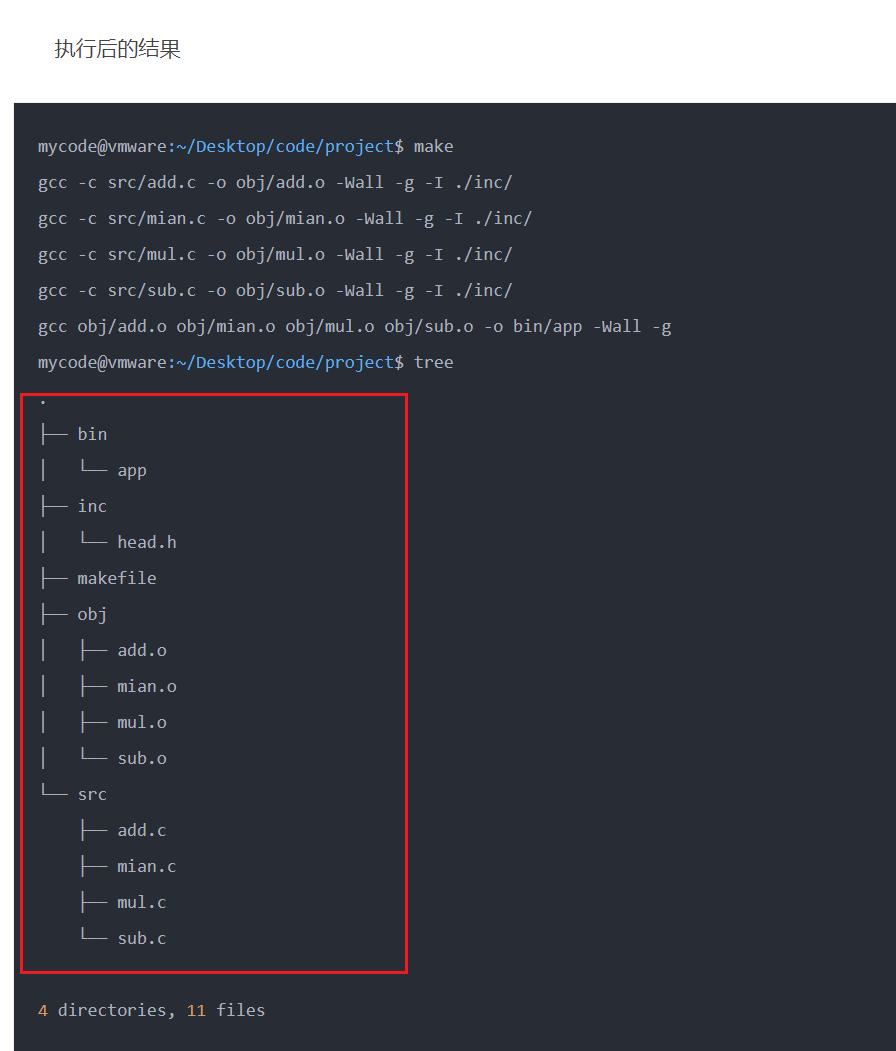 执行后的结果
mycode@vmware:~/Desktop/code/project$ make
gcc -c src/add.c -o obj/add.o -Wall -g -I ./inc/
gcc -c src/mian.c -o obj/mian.o -Wall -g -I ./inc/
gcc -c src/mul.c -o obj/mul.o -Wall -g -I ./inc/
gcc -c src/sub.c -o obj/sub.o -Wall -g -I ./inc/
gcc obj/add.o obj/mian.o obj/mul.o obj/sub.o -o bin/app -Wall -g
mycode@vmware:~/Desktop/code/project$ tree
.
├── bin
│   └── app
├── inc
│   └── head.h
├── makefile
├── obj
│   ├── add.o
│   ├── mian.o
│   ├── mul.o
│   └── sub.o
└── src
    ├── add.c
    ├── mian.c
    ├── mul.c
    └── sub.c
4 directories, 11 files